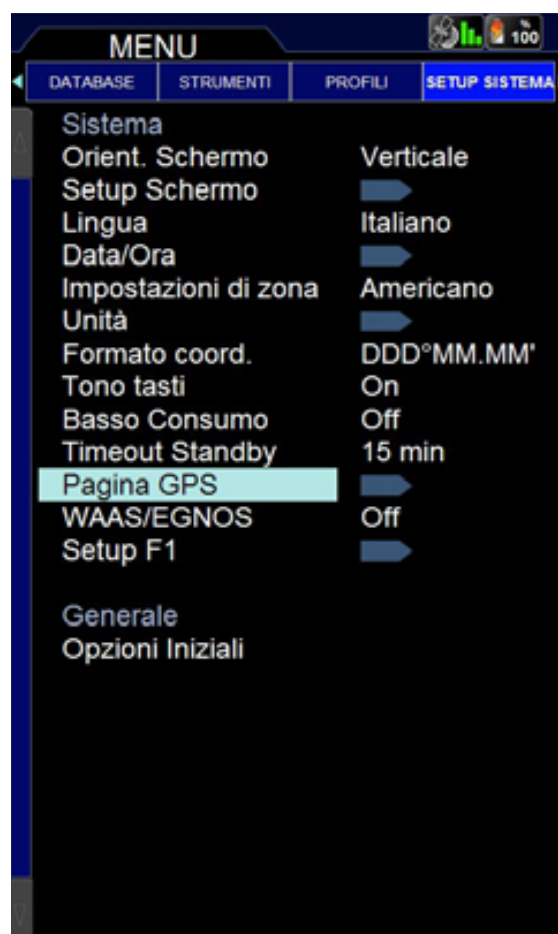 MENU
%
100
DATABASE STRUMENTI PROFILI SETUP SISTEMA
Sistema
Orient. Schermo Verticale
Setup Schermo
Lingua Italiano
Data/Ora
Impostazioni di zona Americano
Unità
Formato coord. DDD°MM.MM'
Tono tasti On
Basso Consumo Off
Timeout Standby 15 min
Pagina GPS
WAAS/EGNOS Off
Setup F1
Generale
Opzioni Iniziali